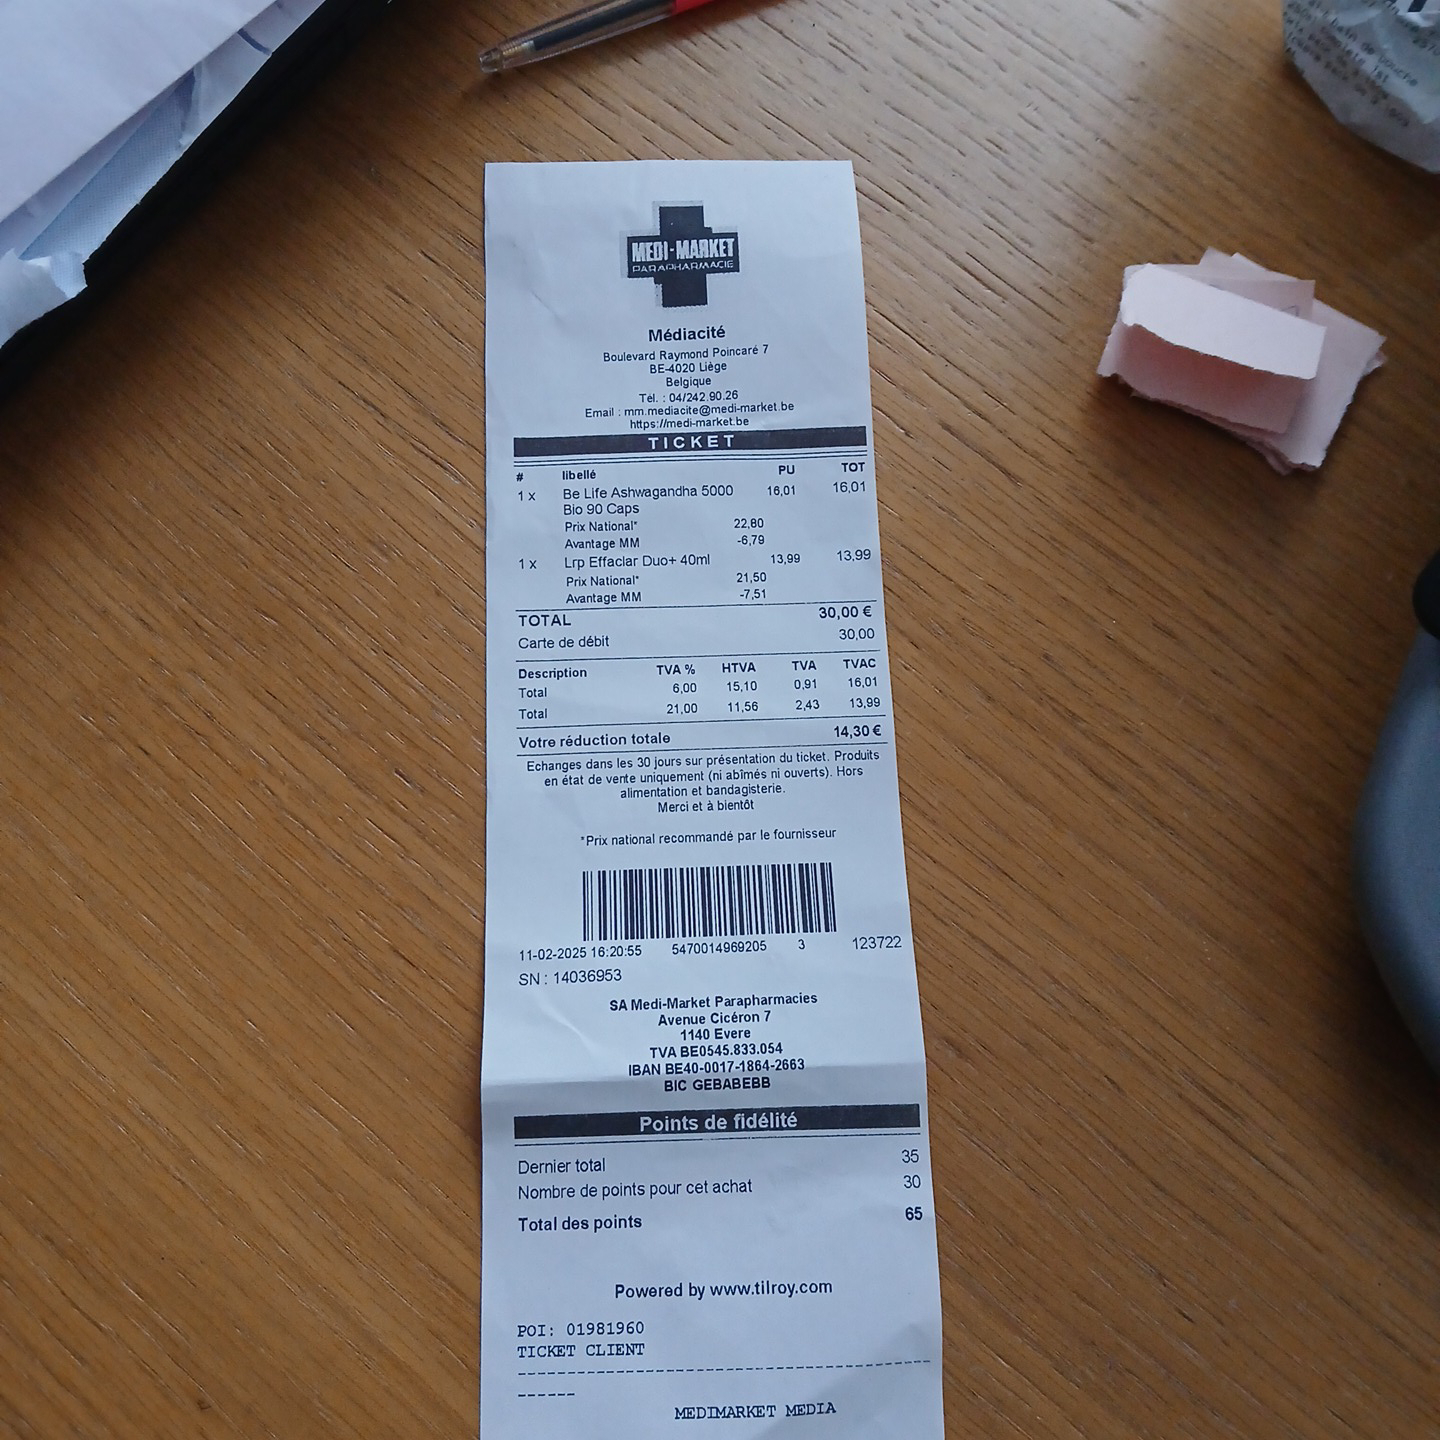 MEDI-MARKET
PARAPHARMACIE
Médiacité
Boulevard Raymond Poincaré 7
BE-4020 Liège
Belgique
Tél. : 04/242.90.26
Email : mm.mediacite@medi-market.be
https://medi-market.be
TICKET
# libellé PU TOT
1 x Be Life Ashwagandha 5000 16,01 16,01
Bio 90 Caps
Prix National* 22,80
Avantage MM -6,79
1 x Lrp Effaclar Duo+ 40ml 13,99 13,99
Prix National* 21,50
Avantage MM -7,51
TOTAL 30,00 €
Carte de débit 30,00
Description TVA % HTVA TVA TVAC
Total 6,00 15,10 0,91 16,01
Total 21,00 11,56 2,43 13,99
Votre réduction totale 14,30 €
Echanges dans les 30 jours sur présentation du ticket. Produits
en état de vente uniquement (ni abîmés ni ouverts). Hors
alimentation et bandagisterie.
Merci et à bientôt
*Prix national recommandé par le fournisseur
11-02-2025 16:20:55 5470014969205 3 123722
SN : 14036953
SA Medi-Market Parapharmacies
Avenue Cicéron 7
1140 Evere
TVA BE0545.833.054
IBAN BE40-0017-1864-2663
BIC GEBABEBB
Points de fidélité
Dernier total 35
Nombre de points pour cet achat 30
Total des points 65
Powered by www.tilroy.com
POI: 01981960
TICKET CLIENT
------------------------------------------
------
MEDIMARKET MEDIA